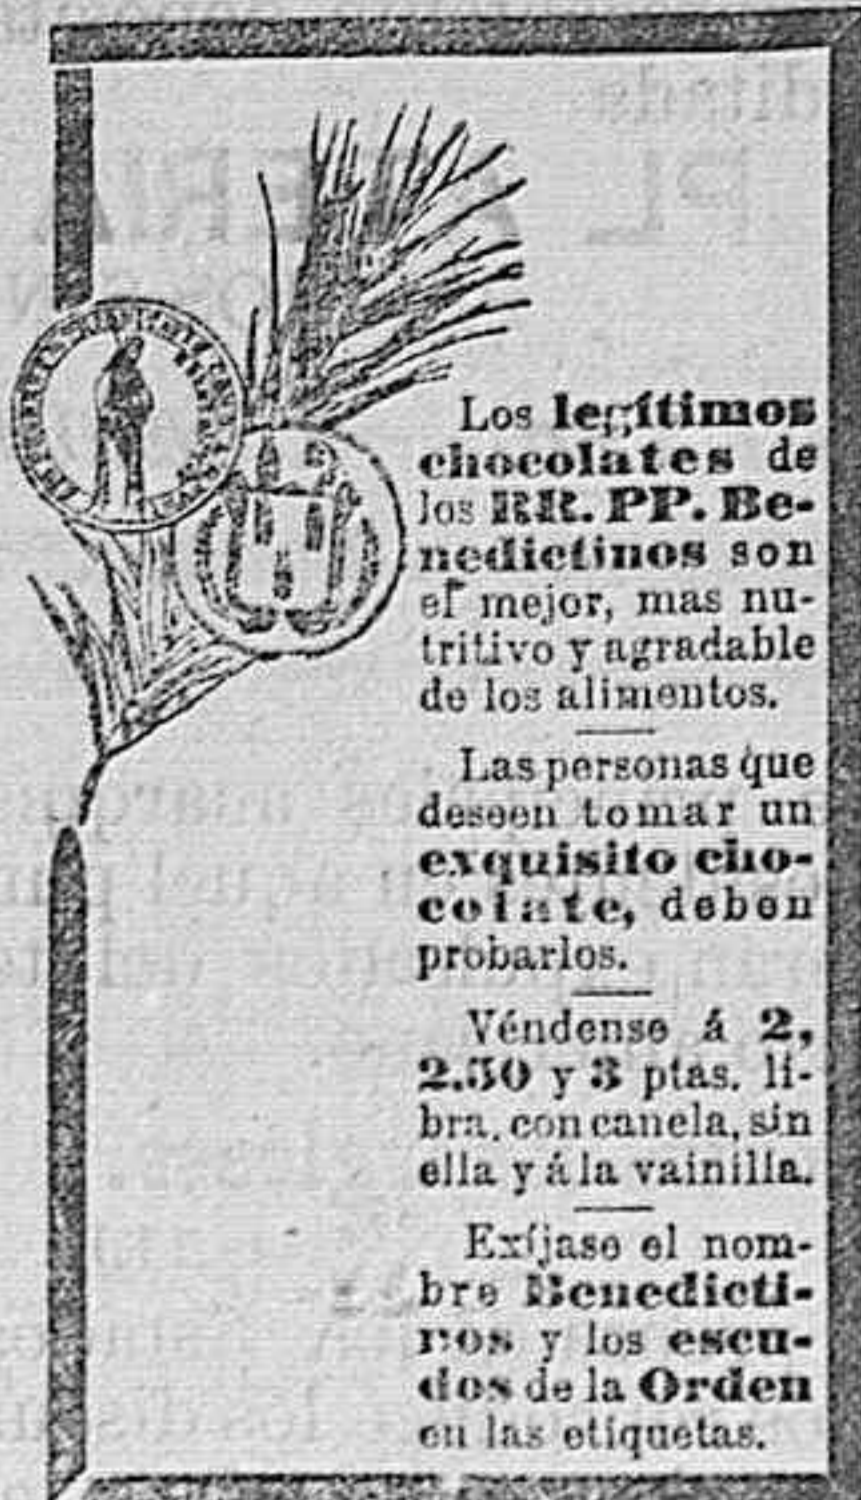 Los legítimos
chocolates de
los RR. PP. Be-
nedictinos son
el mejor, mas nu-
tritivo y agradable
de los alimentos.
Las personas que
deseen tomar un
exquisito cho-
colate, deben
probarlos.
Véndense á 2,
2.50 y 3 ptas. li-
bra, con canela, sin
ella y á la vainilla.
Exíjase el nom-
bre Benedicti-
nos y los escu-
dos de la Orden
en las etiquetas.